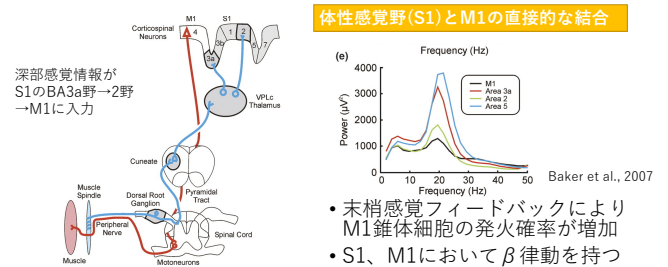 体性感覚野(S1)とM1の直接的な結合
M1
S1
Corticospinal
Neurons
4
3a
3b
1
2
5
7
深部感覚情報が
S1のBA3a野→2野
→M1に入力
VPLc
Thalamus
Cuneate
Pyramidal
Tract
Dorsal Root
Ganglion
Muscle
Spindle
Peripheral
Nerve
Spinal Cord
Muscle
Motoneurons
(e)
Frequency (Hz)
Power (μV²)
4000
3000
2000
1000
0
0 10 20 30 40 50
Frequency (Hz)
M1
Area 3a
Area 2
Area 5
Baker et al., 2007
• 末梢感覚フィードバックにより
M1錐体細胞の発火確率が増加
• S1、M1においてβ律動を持つ